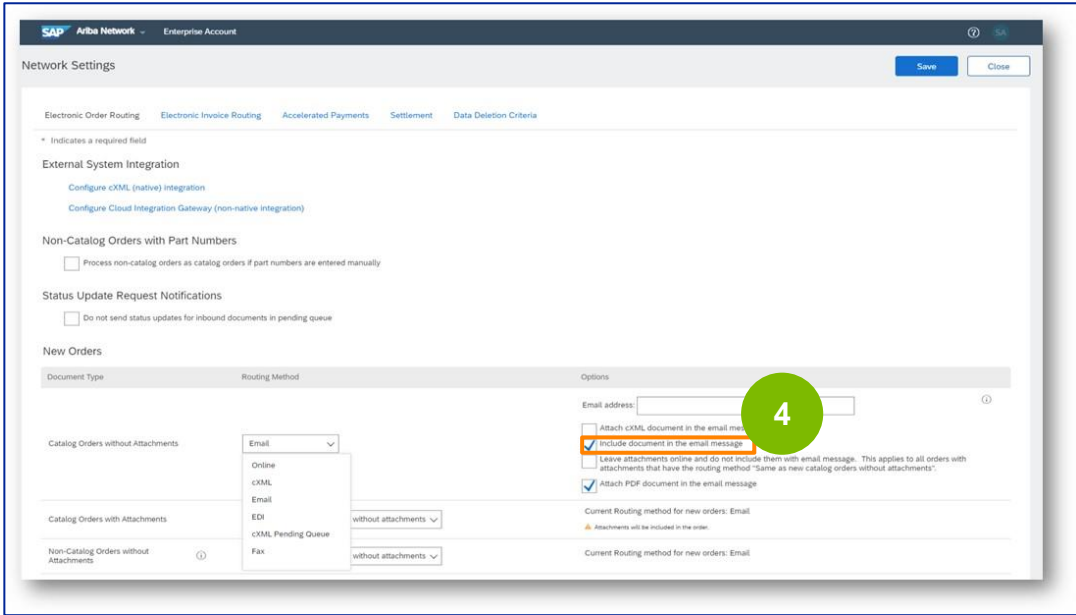 SAP Ariba Network Enterprise Account SA
Network Settings Save Close
Electronic Order Routing Electronic Invoice Routing Accelerated Payments Settlement Data Deletion Criteria
* Indicates a required field
External System Integration
Configure cXML (native) integration
Configure Cloud Integration Gateway (non-native integration)
Non-Catalog Orders with Part Numbers
Process non-catalog orders as catalog orders if part numbers are entered manually
Status Update Request Notifications
Do not send status updates for inbound documents in pending queue
New Orders
Document Type Routing Method Options
Email address:
4
Attach cXML document in the email
Catalog Orders without Attachments Email Include document in the email message
Online
Leave attachments online and do not include them with email message. This applies to all orders with
attachments that have the routing method "Same as new catalog orders without attachments".
cXML
Attach PDF document in the email message
Email
EDI
Catalog Orders with Attachments without attachments Current Routing method for new orders: Email
Attachments will be included in the order.
cXML Pending Queue
Fax
Non-Catalog Orders without
Attachments without attachments Current Routing method for new orders: Email